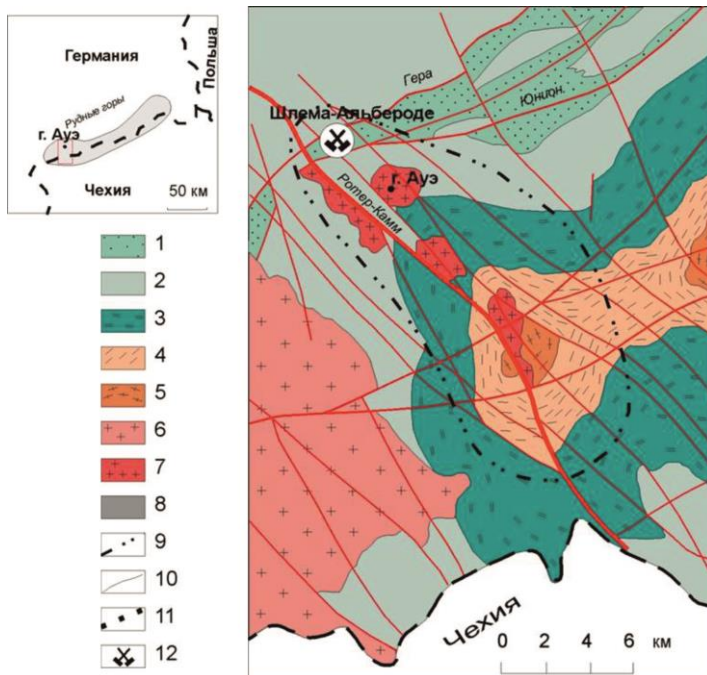 Германия
Польша
Рудные горы
г. Ауэ
Чехия
50 км
1
2
3
4
5
6
7
8
9
10
11
12
Гера
Юнион.
Шлема-Альбероде
г. Ауэ
Ротер-Камм
Чехия
0 2 4 6 км